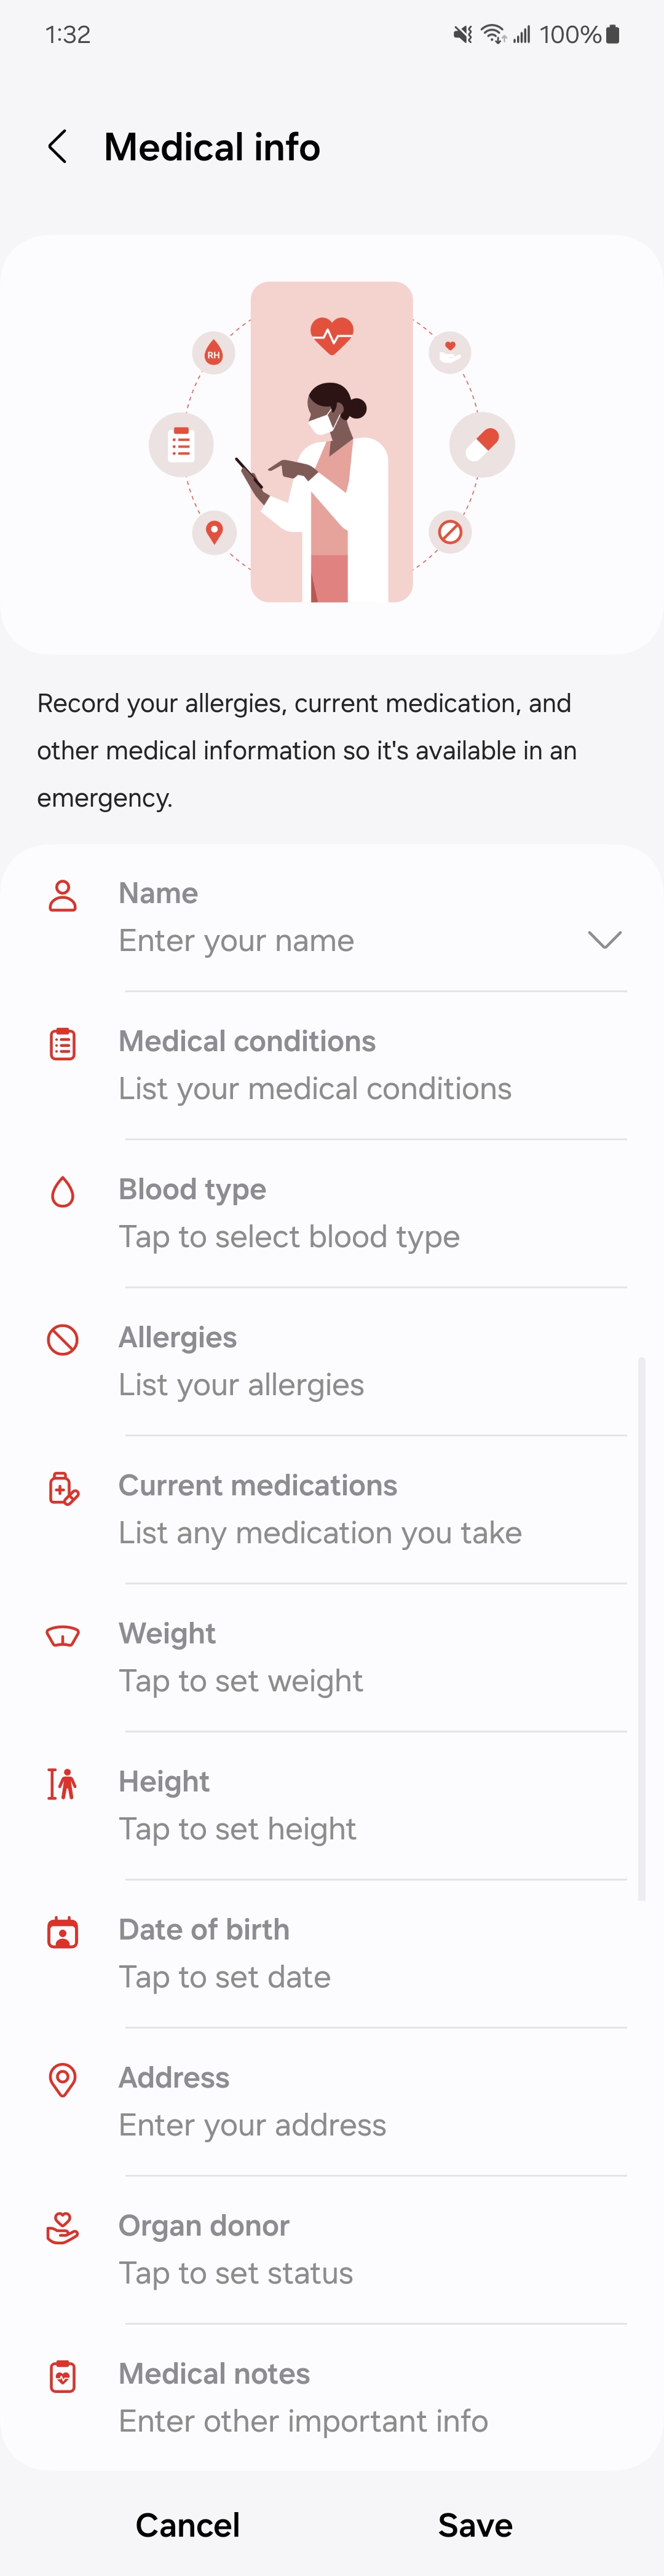 1:32
100%
Medical info
RH
Record your allergies, current medication, and
other medical information so it's available in an
emergency.
Name
Enter your name
Medical conditions
List your medical conditions
Blood type
Tap to select blood type
Allergies
List your allergies
Current medications
List any medication you take
Weight
Tap to set weight
Height
Tap to set height
Date of birth
Tap to set date
Address
Enter your address
Organ donor
Tap to set status
Medical notes
Enter other important info
Cancel Save